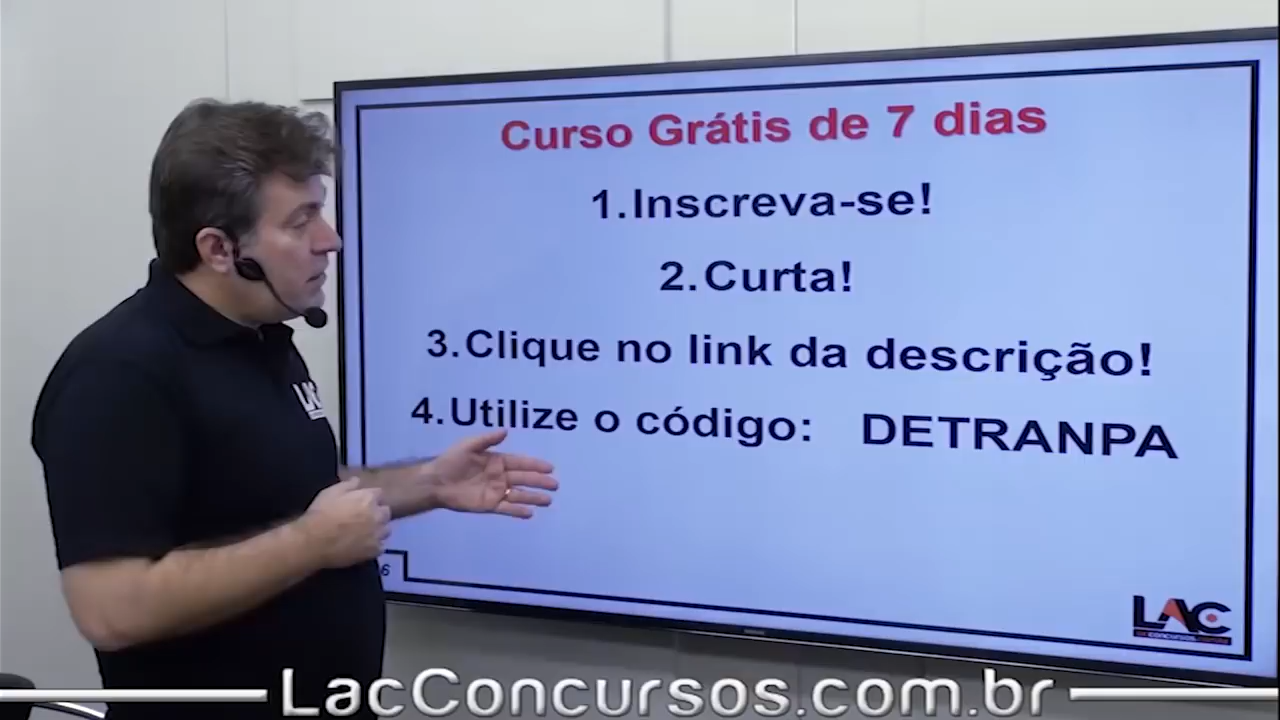 Curso Grátis de 7 dias
1.Inscreva-se!
2.Curta!
3.Clique no link da descrição!
4.Utilize o código: DETRANPA
LAC
6
LAC
LacConcursos.com.br